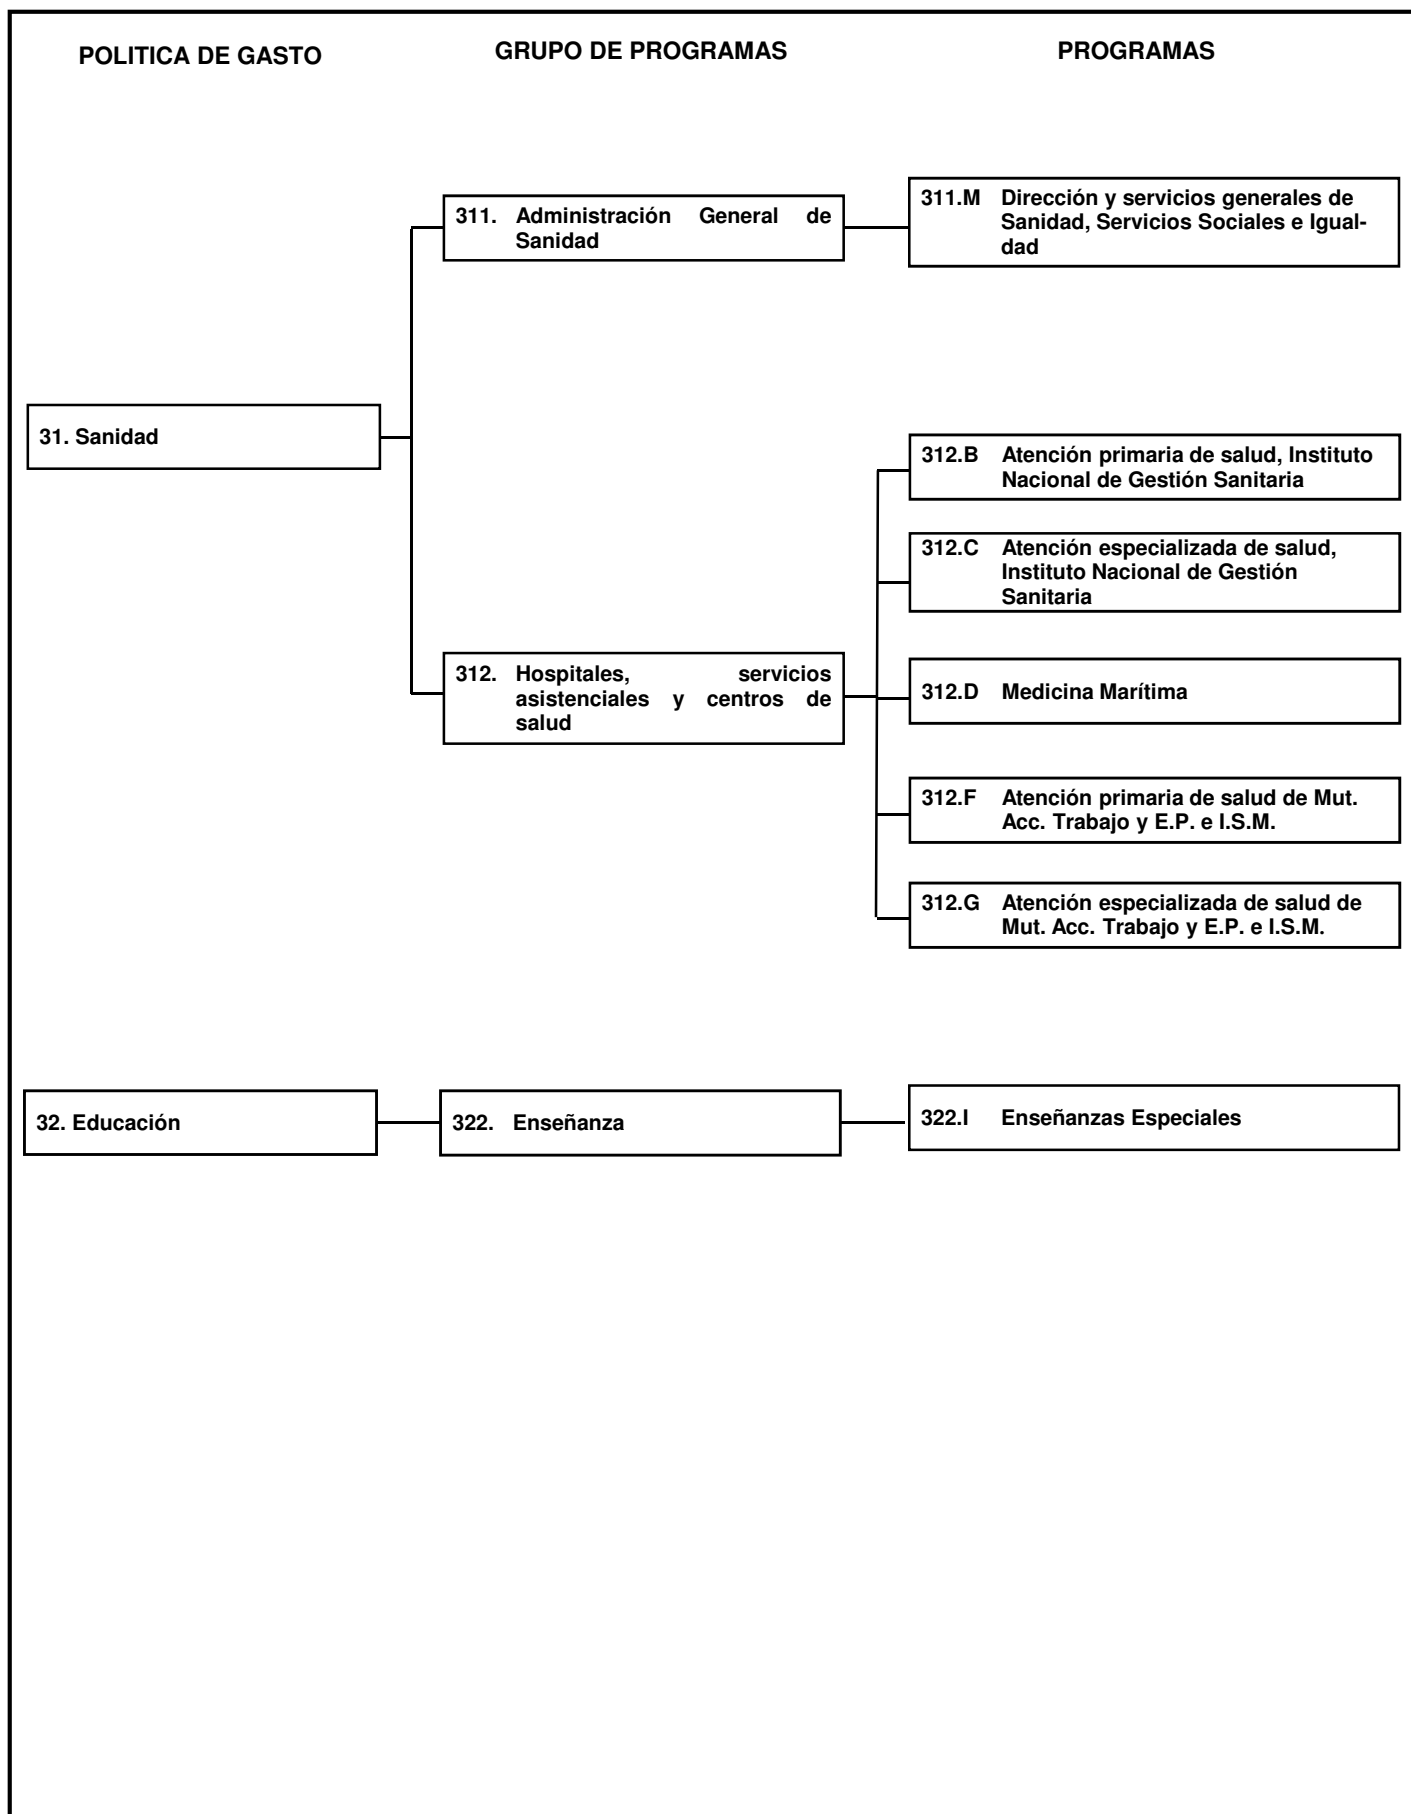 POLITICA DE GASTO
GRUPO DE PROGRAMAS
PROGRAMAS
311. Administración General de
Sanidad
311.M Dirección y servicios generales de
Sanidad, Servicios Sociales e Igual-
dad
31. Sanidad
312.B Atención primaria de salud, Instituto
Nacional de Gestión Sanitaria
312.C Atención especializada de salud,
Instituto Nacional de Gestión
Sanitaria
312. Hospitales, servicios
asistenciales y centros de
salud
312.D Medicina Marítima
312.F Atención primaria de salud de Mut.
Acc. Trabajo y E.P. e I.S.M.
312.G Atención especializada de salud de
Mut. Acc. Trabajo y E.P. e I.S.M.
32. Educación
322. Enseñanza
322.I Enseñanzas Especiales